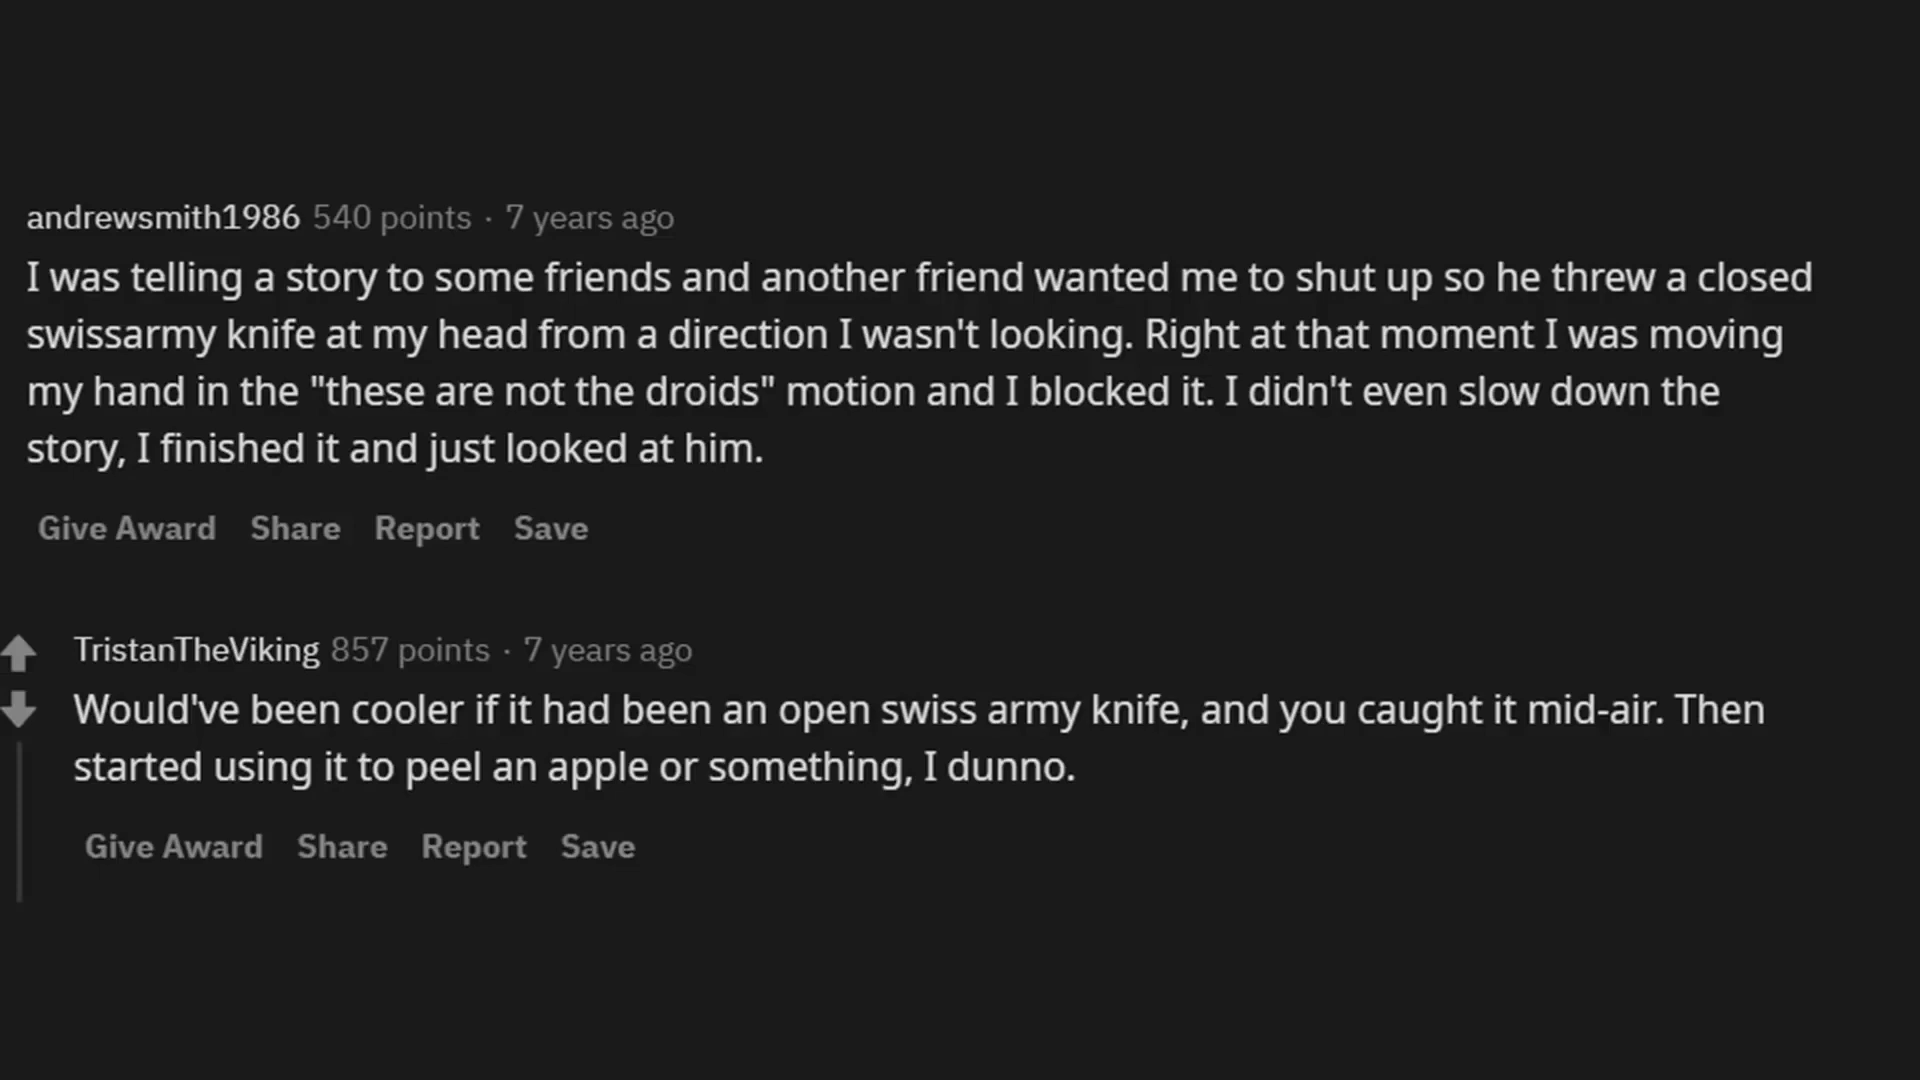 andrewsmith1986 540 points · 7 years ago
I was telling a story to some friends and another friend wanted me to shut up so he threw a closed
swissarmy knife at my head from a direction I wasn't looking. Right at that moment I was moving
my hand in the "these are not the droids" motion and I blocked it. I didn't even slow down the
story, I finished it and just looked at him.
Give Award Share Report Save
TristanTheViking 857 points · 7 years ago
Would've been cooler if it had been an open swiss army knife, and you caught it mid-air. Then
started using it to peel an apple or something, I dunno.
Give Award Share Report Save